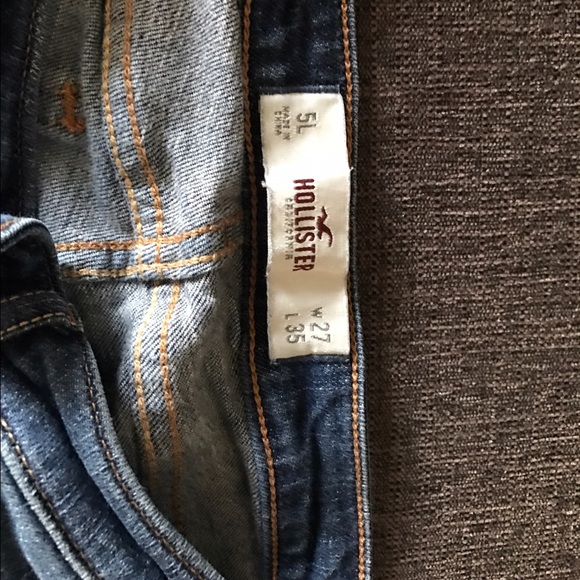 5L
MADE IN
CHINA
HOLLISTER
CALIFORNIA
W 27
L 35